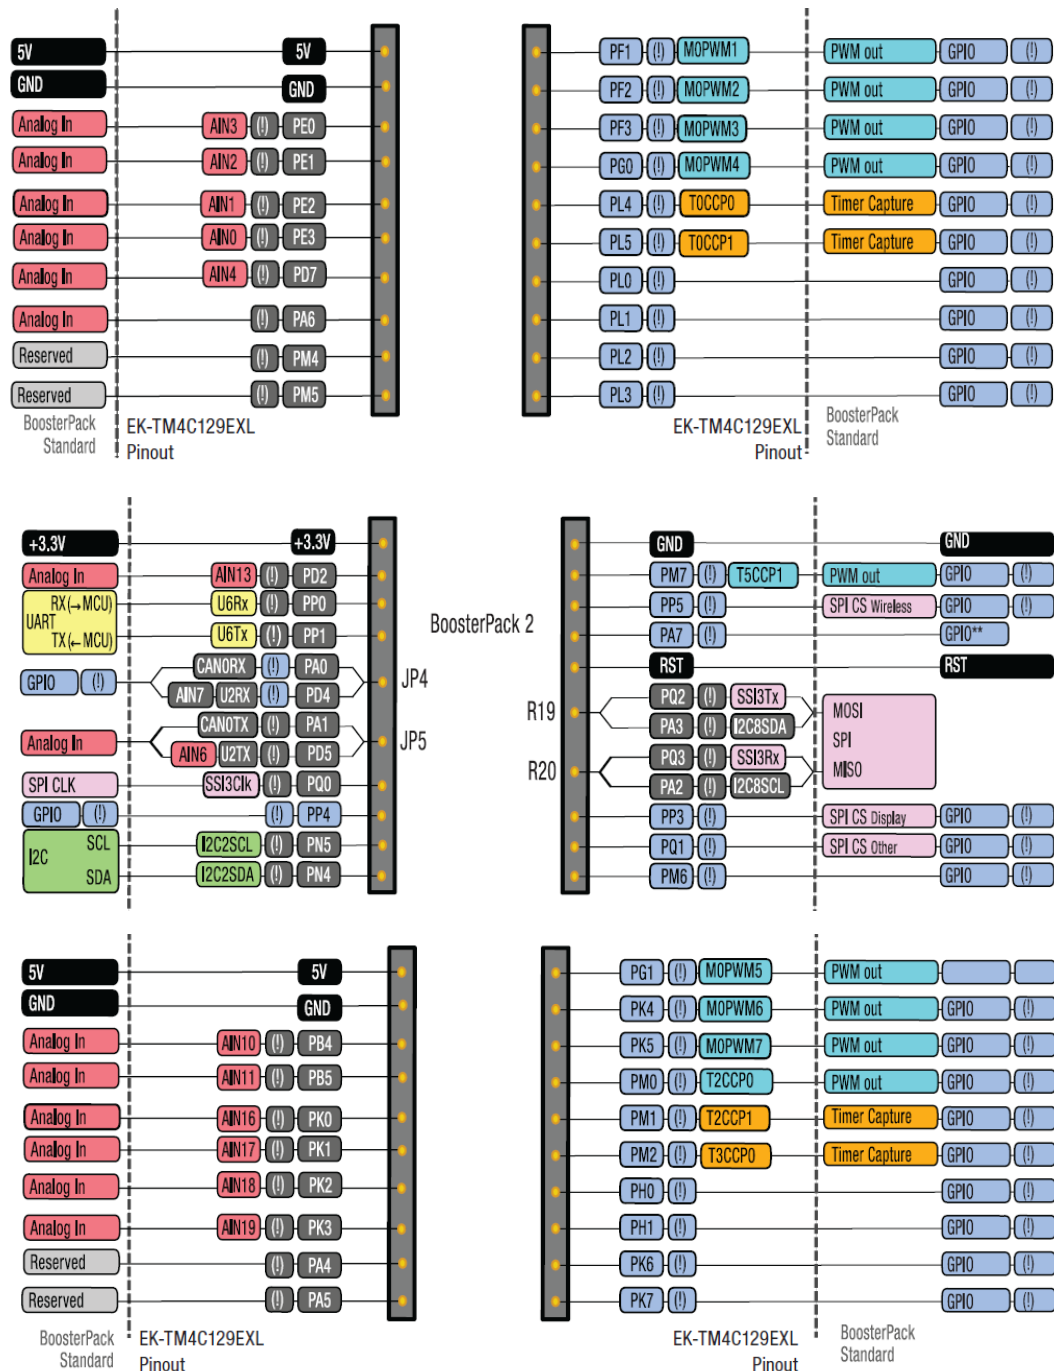 5V 5V
GND GND
Analog In AIN3 (!) PE0
Analog In AIN2 (!) PE1
Analog In AIN1 (!) PE2
Analog In AIN0 (!) PE3
Analog In AIN4 (!) PD7
Analog In (!) PA6
Reserved (!) PM4
Reserved (!) PM5
BoosterPack
Standard
EK-TM4C129EXL
Pinout
PF1 (!) M0PWM1 PWM out GPIO (!)
PF2 (!) M0PWM2 PWM out GPIO (!)
PF3 (!) M0PWM3 PWM out GPIO (!)
PG0 (!) M0PWM4 PWM out GPIO (!)
PL4 (!) T0CCP0 Timer Capture GPIO (!)
PL5 (!) T0CCP1 Timer Capture GPIO (!)
PL0 (!) GPIO (!)
PL1 (!) GPIO (!)
PL2 (!) GPIO (!)
PL3 (!) GPIO (!)
EK-TM4C129EXL
Pinout
BoosterPack
Standard
+3.3V +3.3V
Analog In AIN13 (!) PD2
RX (→MCU) U6Rx (!) PP0
UART
TX (←MCU) U6Tx (!) PP1
CAN0RX (!) PA0
GPIO (!) JP4
AIN7 U2RX (!) PD4
CAN0TX (!) PA1
Analog In JP5
AIN6 U2TX (!) PD5
SPI CLK SSI3Clk (!) PQ0
GPIO (!) (!) PP4
SCL I2C2SCL (!) PN5
I2C
SDA I2C2SDA (!) PN4
BoosterPack 2
GND GND
PM7 (!) T5CCP1 PWM out GPIO (!)
PP5 (!) SPI CS Wireless GPIO (!)
PA7 (!) GPIO**
RST RST
PQ2 (!) SSI3Tx
R19 MOSI
PA3 (!) I2C8SDA
SPI
PQ3 (!) SSI3Rx
R20 MISO
PA2 (!) I2C8SCL
PP3 (!) SPI CS Display GPIO (!)
PQ1 (!) SPI CS Other GPIO (!)
PM6 (!) GPIO (!)
5V 5V
GND GND
Analog In AIN10 (!) PB4
Analog In AIN11 (!) PB5
Analog In AIN16 (!) PK0
Analog In AIN17 (!) PK1
Analog In AIN18 (!) PK2
Analog In AIN19 (!) PK3
Reserved (!) PA4
Reserved (!) PA5
BoosterPack
Standard
EK-TM4C129EXL
Pinout
PG1 (!) M0PWM5 PWM out
PK4 (!) M0PWM6 PWM out GPIO (!)
PK5 (!) M0PWM7 PWM out GPIO (!)
PM0 (!) T2CCP0 PWM out GPIO (!)
PM1 (!) T2CCP1 Timer Capture GPIO (!)
PM2 (!) T3CCP0 Timer Capture GPIO (!)
PH0 (!) GPIO (!)
PH1 (!) GPIO (!)
PK6 (!) GPIO (!)
PK7 (!) GPIO (!)
EK-TM4C129EXL
Pinout
BoosterPack
Standard